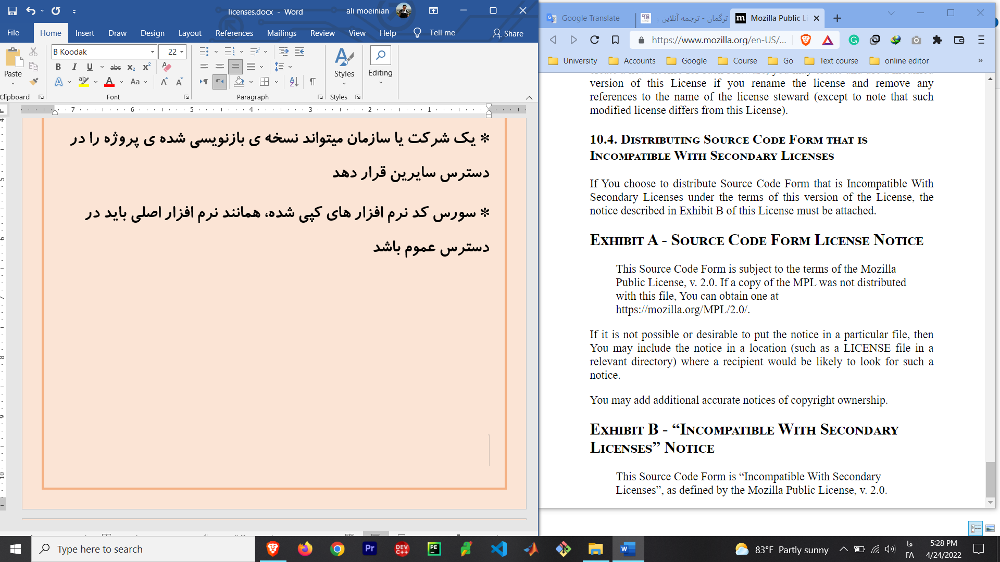 licenses.docx - Word
ali moeinian
File
Home
Insert
Draw
Design
Layout
References
Mailings
Review
View
Help
Tell me
Share
Paste
Clipboard
B Koodak
22
Font
Paragraph
Styles
Styles
Editing
7 6 5 4 3 2 1
* یک شرکت یا سازمان میتواند نسخه ی بازنویسی شده ی پروژه را در
دسترس سایرین قرار دهد
* سورس کد نرم افزار های کپی شده، همانند نرم افزار اصلی باید در
دسترس عموم باشد
Google Translate
ترگمان - ترجمه آنلاین
Mozilla Public Li
https://www.mozilla.org/en-US/...
University
Accounts
Google
Course
Go
Text course
online editor
version of this License if you rename the license and remove any
references to the name of the license steward (except to note that such
modified license differs from this License).
10.4. Distributing Source Code Form that is
Incompatible With Secondary Licenses
If You choose to distribute Source Code Form that is Incompatible With
Secondary Licenses under the terms of this version of the License, the
notice described in Exhibit B of this License must be attached.
Exhibit A - Source Code Form License Notice
This Source Code Form is subject to the terms of the Mozilla
Public License, v. 2.0. If a copy of the MPL was not distributed
with this file, You can obtain one at
https://mozilla.org/MPL/2.0/.
If it is not possible or desirable to put the notice in a particular file, then
You may include the notice in a location (such as a LICENSE file in a
relevant directory) where a recipient would be likely to look for such a
notice.
You may add additional accurate notices of copyright ownership.
Exhibit B - “Incompatible With Secondary
Licenses” Notice
This Source Code Form is “Incompatible With Secondary
Licenses”, as defined by the Mozilla Public License, v. 2.0.
Type here to search
83°F Partly sunny
فا
FA
5:28 PM
4/24/2022